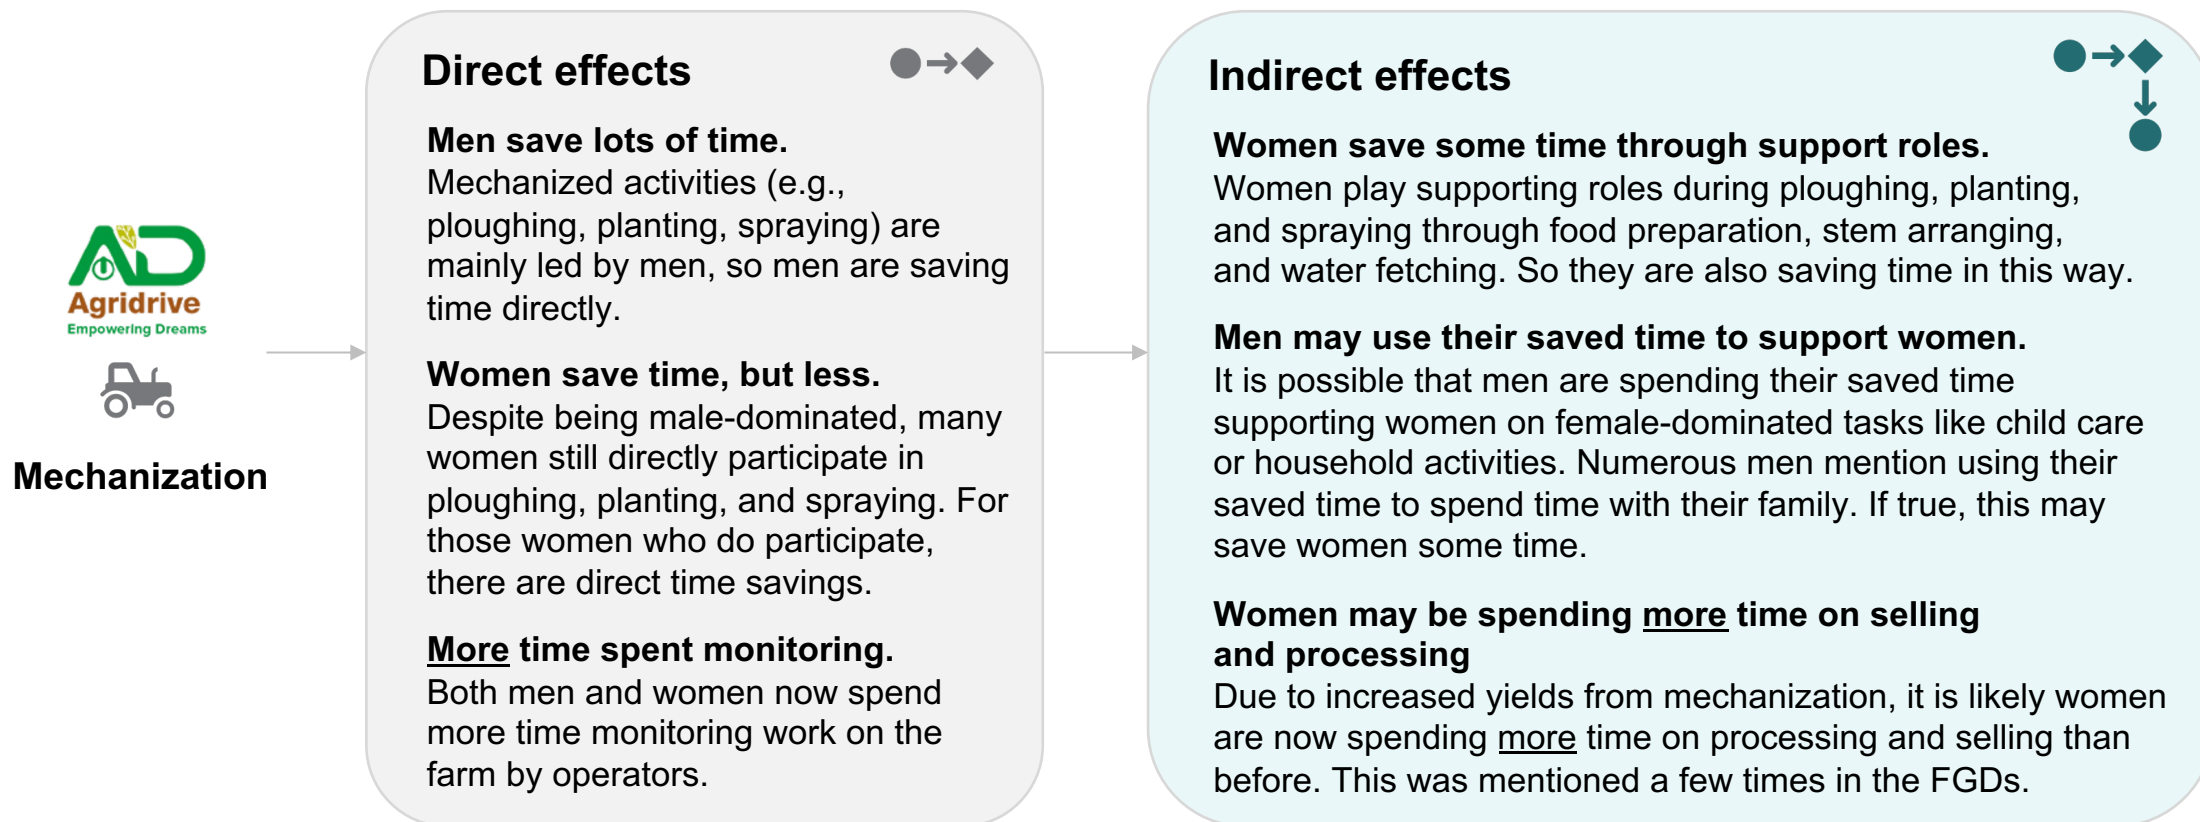 AD
Agridrive
Empowering Dreams
Mechanization
Direct effects
Men save lots of time.
Mechanized activities (e.g.,
ploughing, planting, spraying) are
mainly led by men, so men are saving
time directly.
Women save time, but less.
Despite being male-dominated, many
women still directly participate in
ploughing, planting, and spraying. For
those women who do participate,
there are direct time savings.
More time spent monitoring.
Both men and women now spend
more time monitoring work on the
farm by operators.
Indirect effects
Women save some time through support roles.
Women play supporting roles during ploughing, planting,
and spraying through food preparation, stem arranging,
and water fetching. So they are also saving time in this way.
Men may use their saved time to support women.
It is possible that men are spending their saved time
supporting women on female-dominated tasks like child care
or household activities. Numerous men mention using their
saved time to spend time with their family. If true, this may
save women some time.
Women may be spending more time on selling
and processing
Due to increased yields from mechanization, it is likely women
are now spending more time on processing and selling than
before. This was mentioned a few times in the FGDs.